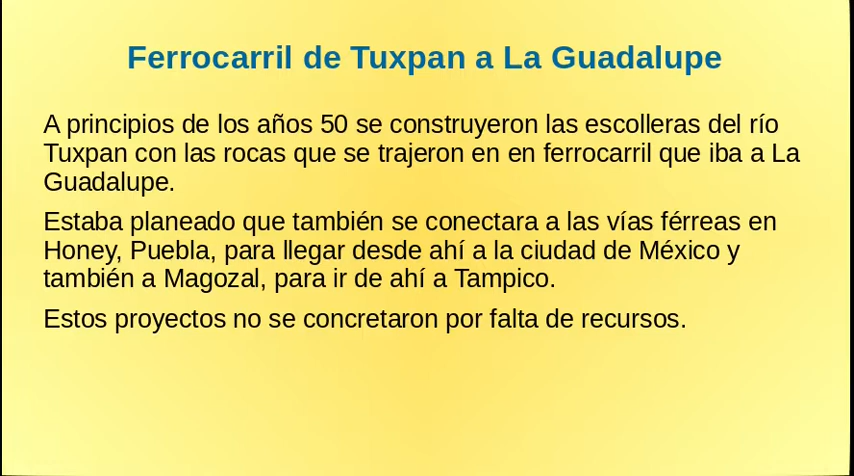 Ferrocarril de Tuxpan a La Guadalupe
A principios de los años 50 se construyeron las escolleras del río
Tuxpan con las rocas que se trajeron en en ferrocarril que iba a La
Guadalupe.
Estaba planeado que también se conectara a las vías férreas en
Honey, Puebla, para llegar desde ahí a la ciudad de México y
también a Magozal, para ir de ahí a Tampico.
Estos proyectos no se concretaron por falta de recursos.